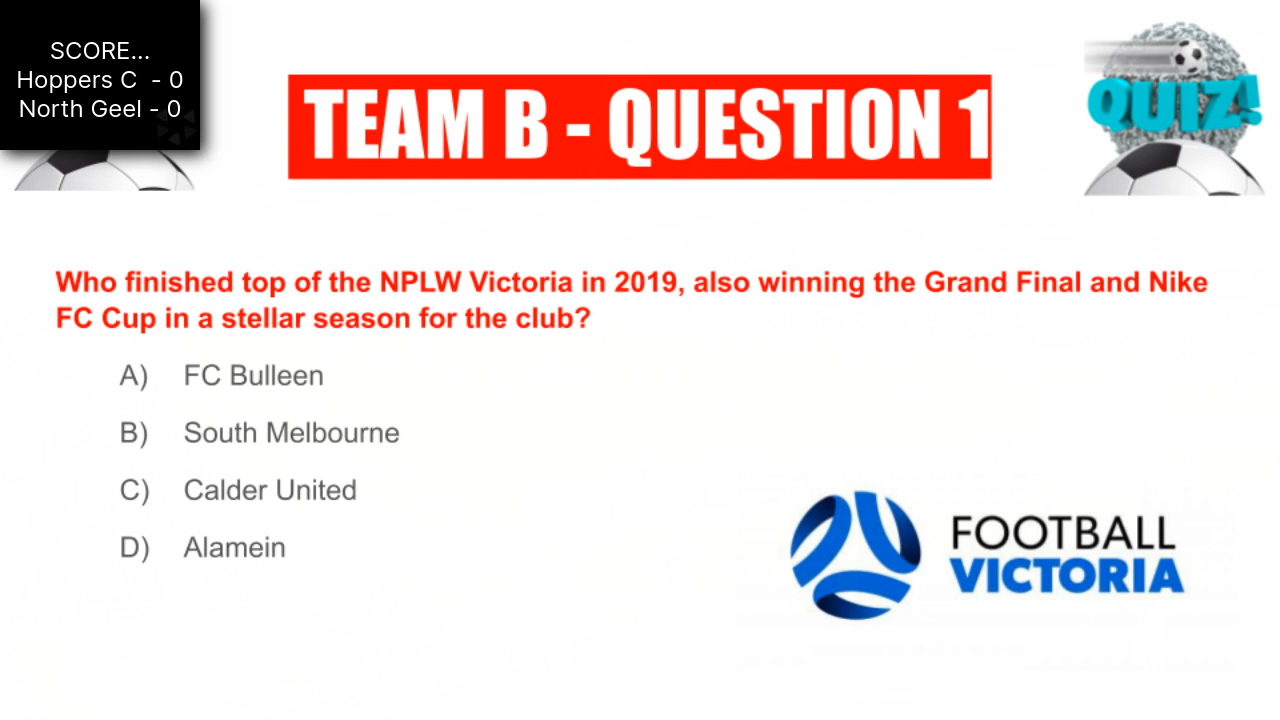 SCORE...
Hoppers C - 0
North Geel - 0
TEAM B - QUESTION 1
QUIZ!
Who finished top of the NPLW Victoria in 2019, also winning the Grand Final and Nike
FC Cup in a stellar season for the club?
A) FC Bulleen
B) South Melbourne
C) Calder United
D) Alamein
FOOTBALL
VICTORIA